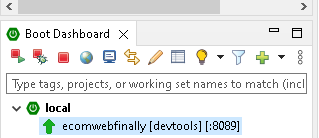 Boot Dashboard
Type tags, projects, or working set names to match (incl
local
ecomwebfinally [devtools] [:8089]